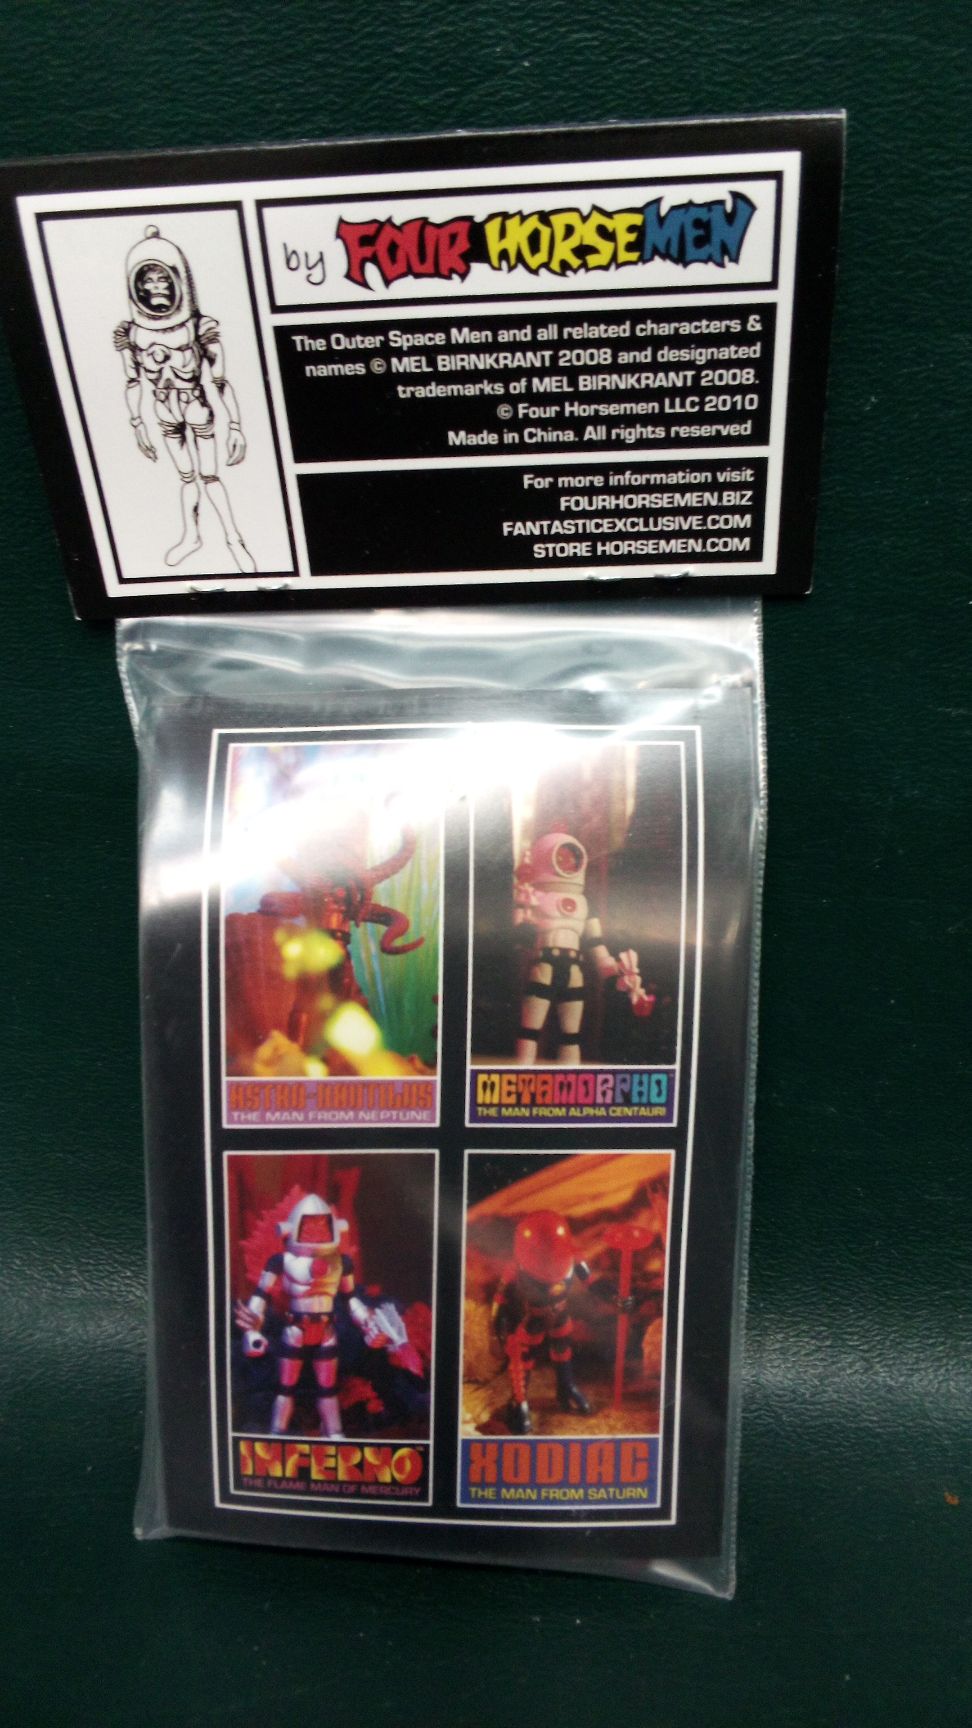 by FOUR HORSEMEN
The Outer Space Men and all related characters &
names © MEL BIRNKRANT 2008 and designated
trademarks of MEL BIRNKRANT 2008.
© Four Horsemen LLC 2010
Made in China. All rights reserved
For more information visit
FOURHORSEMEN.BIZ
FANTASTICEXCLUSIVE.COM
STORE HORSEMEN.COM
ASTRO-NAUTILUS
THE MAN FROM NEPTUNE
METAMORPHO
THE MAN FROM ALPHA CENTAURI
INFERNO
THE FLAME MAN OF MERCURY
XODIAC
THE MAN FROM SATURN